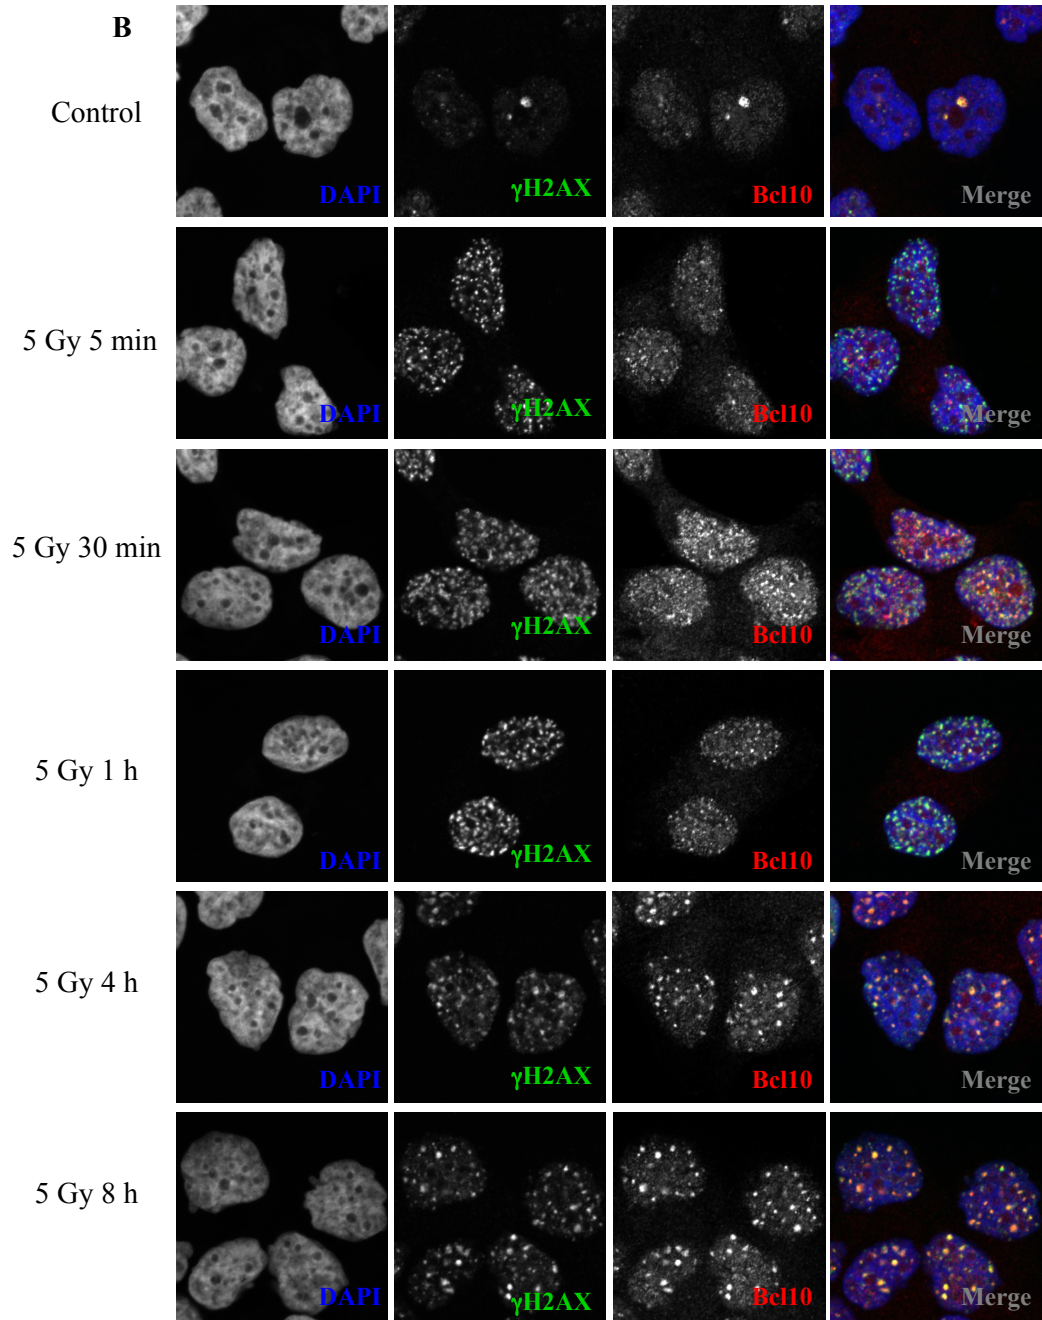 B
Control
DAPI
γH2AX
Bcl10
Merge
5 Gy 5 min
DAPI
γH2AX
Bcl10
Merge
5 Gy 30 min
DAPI
γH2AX
Bcl10
Merge
5 Gy 1 h
DAPI
γH2AX
Bcl10
Merge
5 Gy 4 h
DAPI
γH2AX
Bcl10
Merge
5 Gy 8 h
DAPI
γH2AX
Bcl10
Merge